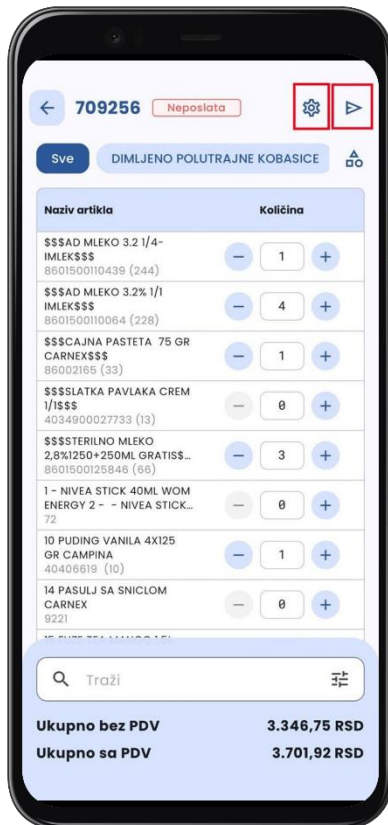 709256 Neposlata
Sve DIMLJENO POLUTRAJNE KOBASICE
Naziv artikla Količina
$$$AD MLEKO 3.2 1/4-
IMLEK$$$
8601500110439 (244)
1
$$$AD MLEKO 3.2% 1/1
IMLEK$$$
8601500110064 (228)
4
$$$CAJNA PASTETA 75 GR
CARNEX$$$
86002165 (33)
1
$$$SLATKA PAVLAKA CREM
1/1$$$
4034900027733 (13)
0
$$$STERILNO MLEKO
2,8%1250+250ML GRATIS$...
8601500125846 (66)
3
1 - NIVEA STICK 40ML WOM
ENERGY 2 - - NIVEA STICK...
72
0
10 PUDING VANILA 4X125
GR CAMPINA
40406619 (10)
1
14 PASULJ SA SNICLOM
CARNEX
9221
0
Traži
Ukupno bez PDV 3.346,75 RSD
Ukupno sa PDV 3.701,92 RSD